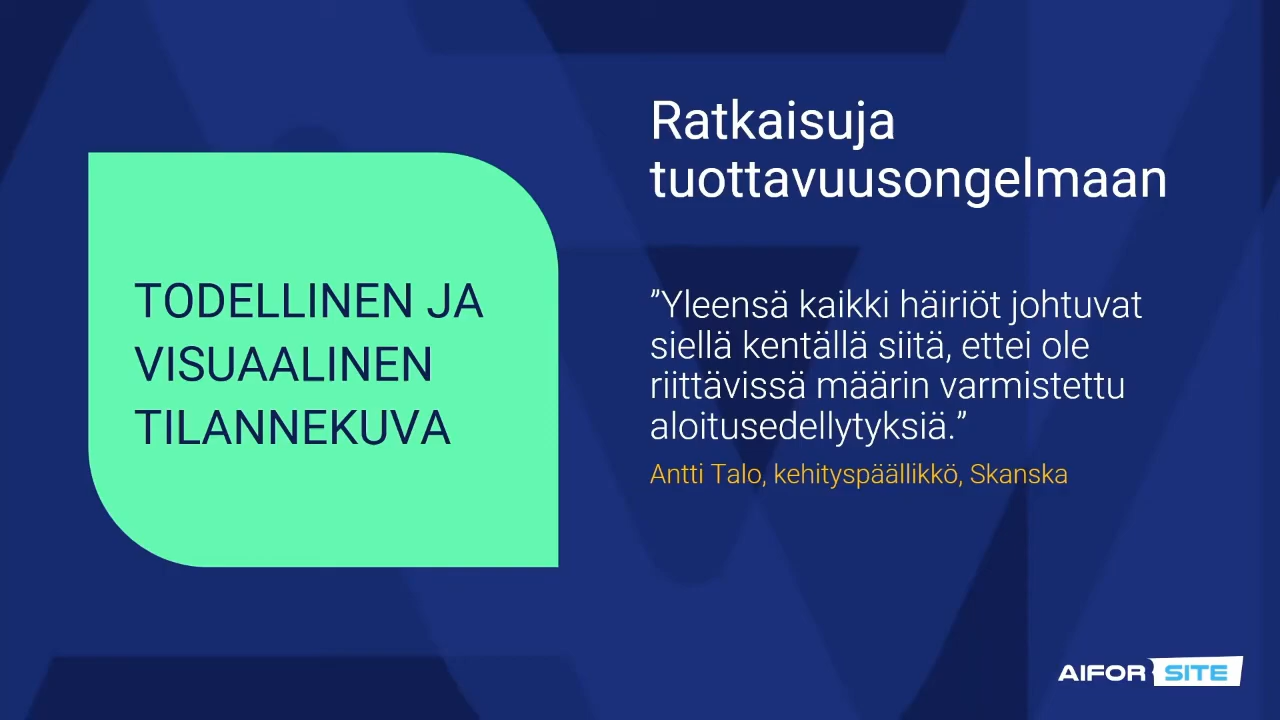 TODELLINEN JA
VISUAALINEN
TILANNEKUVA
Ratkaisuja
tuottavuusongelmaan
”Yleensä kaikki häiriöt johtuvat
siellä kentällä siitä, ettei ole
riittävissä määrin varmistettu
aloitusedellytyksiä.”
Antti Talo, kehityspäällikkö, Skanska
AIFOR SITE